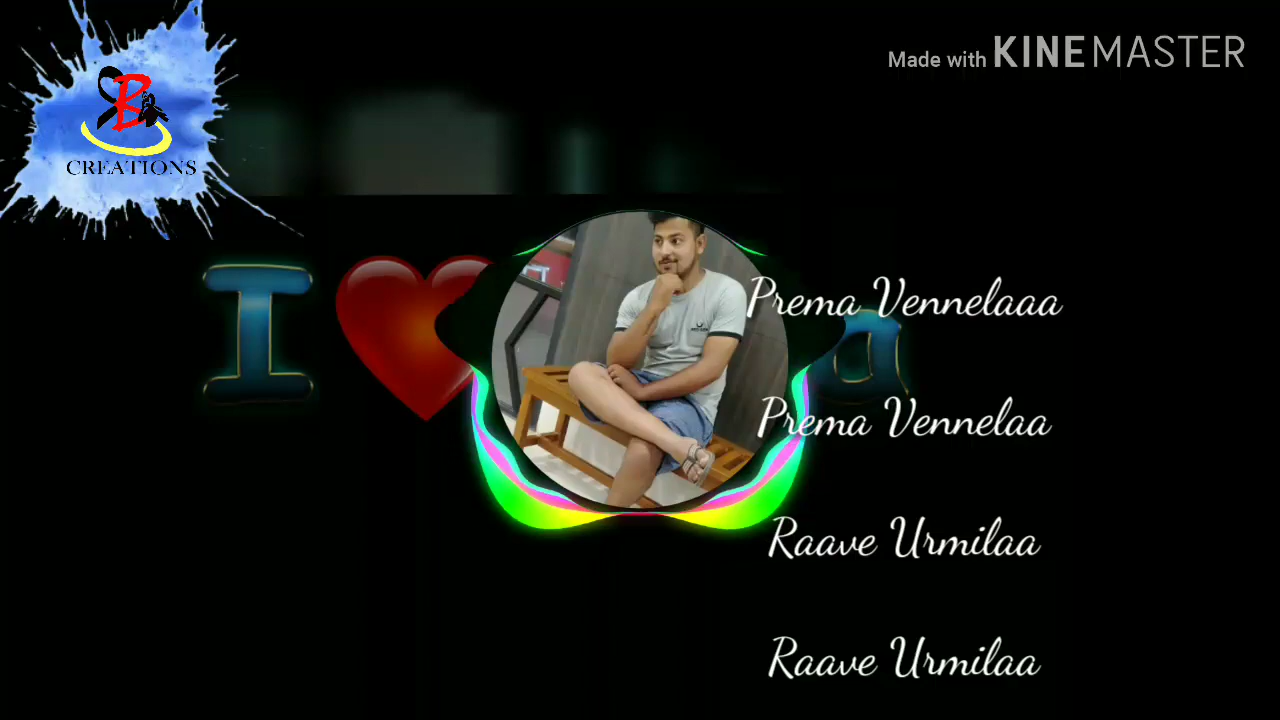 Made with KINEMASTER
B
CREATIONS
I
a
Prema Vennelaaa
Prema Vennelaa
Raave Urmilaa
Raave Urmilaa